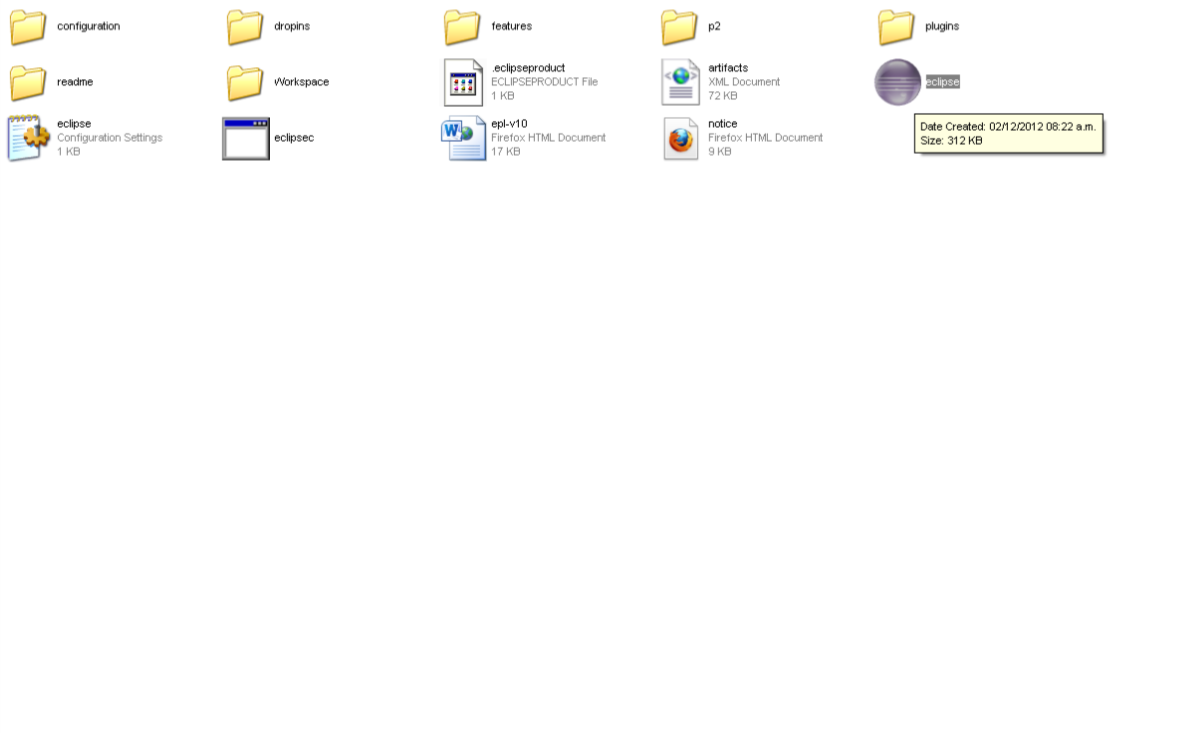 configuration
dropins
features
p2
plugins
readme
Workspace
.eclipseproduct
ECLIPSEPRODUCT File
1 KB
artifacts
XML Document
72 KB
eclipse
eclipse
Configuration Settings
1 KB
eclipsec
epl-v10
Firefox HTML Document
17 KB
notice
Firefox HTML Document
9 KB
Date Created: 02/12/2012 08:22 a.m.
Size: 312 KB